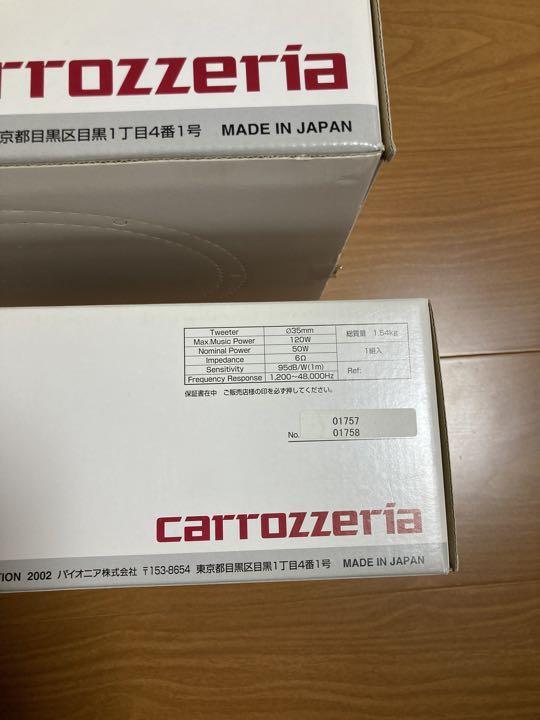 rrozzería
京都目黒区目黒1丁目4番1号 MADE IN JAPAN
Tweeter Ø35mm
Max.Music Power 120W
Nominal Power 50W
Impedance 6Ω
Sensitivity 95dB/W(1m)
Frequency Response 1,200~48,000Hz
総質量 1.54kg
1組入
Ref:
保証書在中 ご販売店様の印を必ず押してください。
No. 01757
01758
carrozzería
TION 2002 パイオニア株式会社 〒153-8654 東京都目黒区目黒1丁目4番1号 MADE IN JAPAN